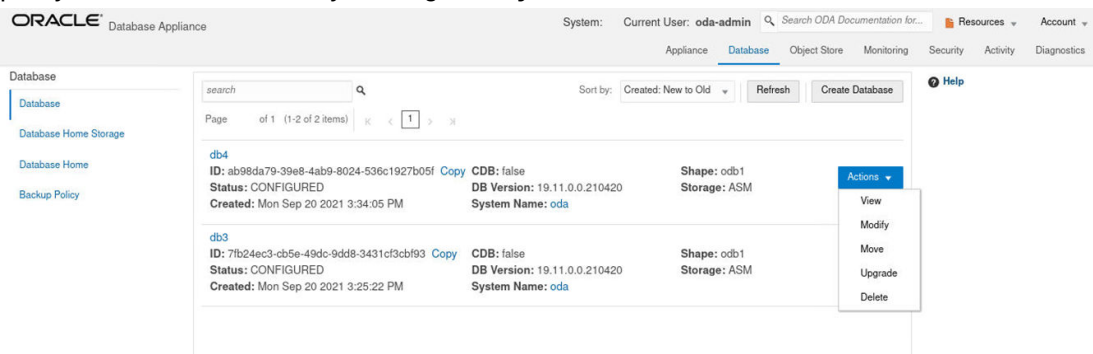 ORACLE® Database Appliance
System: Current User: oda-admin Search ODA Documentation for... Resources Account
Appliance Database Object Store Monitoring Security Activity Diagnostics
Database
Database
Database Home Storage
Database Home
Backup Policy
search
Sort by: Created: New to Old Refresh Create Database
Page of 1 (1-2 of 2 items) 1
db4
ID: ab98da79-39e8-4ab9-8024-536c1927b05f Copy CDB: false Shape: odb1
Status: CONFIGURED DB Version: 19.11.0.0.210420 Storage: ASM
Created: Mon Sep 20 2021 3:34:05 PM System Name: oda
Actions
View
Modify
Move
Upgrade
Delete
db3
ID: 7fb24ec3-cb5e-49dc-9dd8-3431cf3cbf93 Copy CDB: false Shape: odb1
Status: CONFIGURED DB Version: 19.11.0.0.210420 Storage: ASM
Created: Mon Sep 20 2021 3:25:22 PM System Name: oda
Help